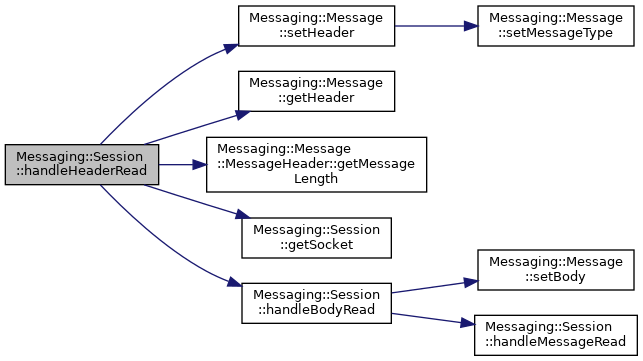 Messaging::Message
::setHeader
Messaging::Message
::setMessageType
Messaging::Message
::getHeader
Messaging::Session
::handleHeaderRead
Messaging::Message
::MessageHeader::getMessage
Length
Messaging::Session
::getSocket
Messaging::Session
::handleBodyRead
Messaging::Message
::setBody
Messaging::Session
::handleMessageRead